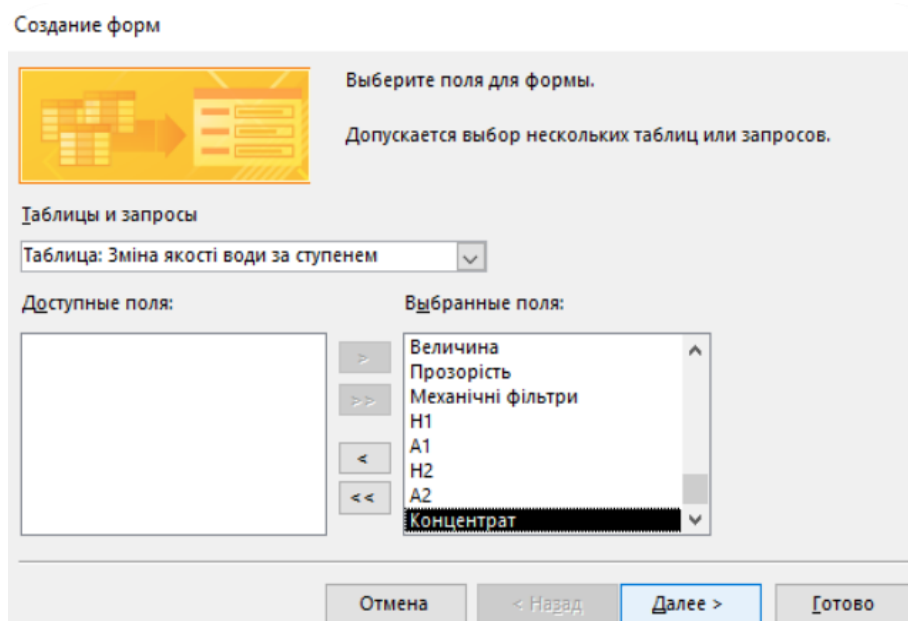 Создание форм
Выберите поля для формы.
Допускается выбор нескольких таблиц или запросов.
Таблицы и запросы
Таблица: Зміна якості води за ступенем
Доступные поля:
Выбранные поля:
>
>>
<
<<
Величина
Прозорість
Механічні фільтри
Н1
А1
Н2
А2
Концентрат
Отмена
< Назад
Далее >
Готово